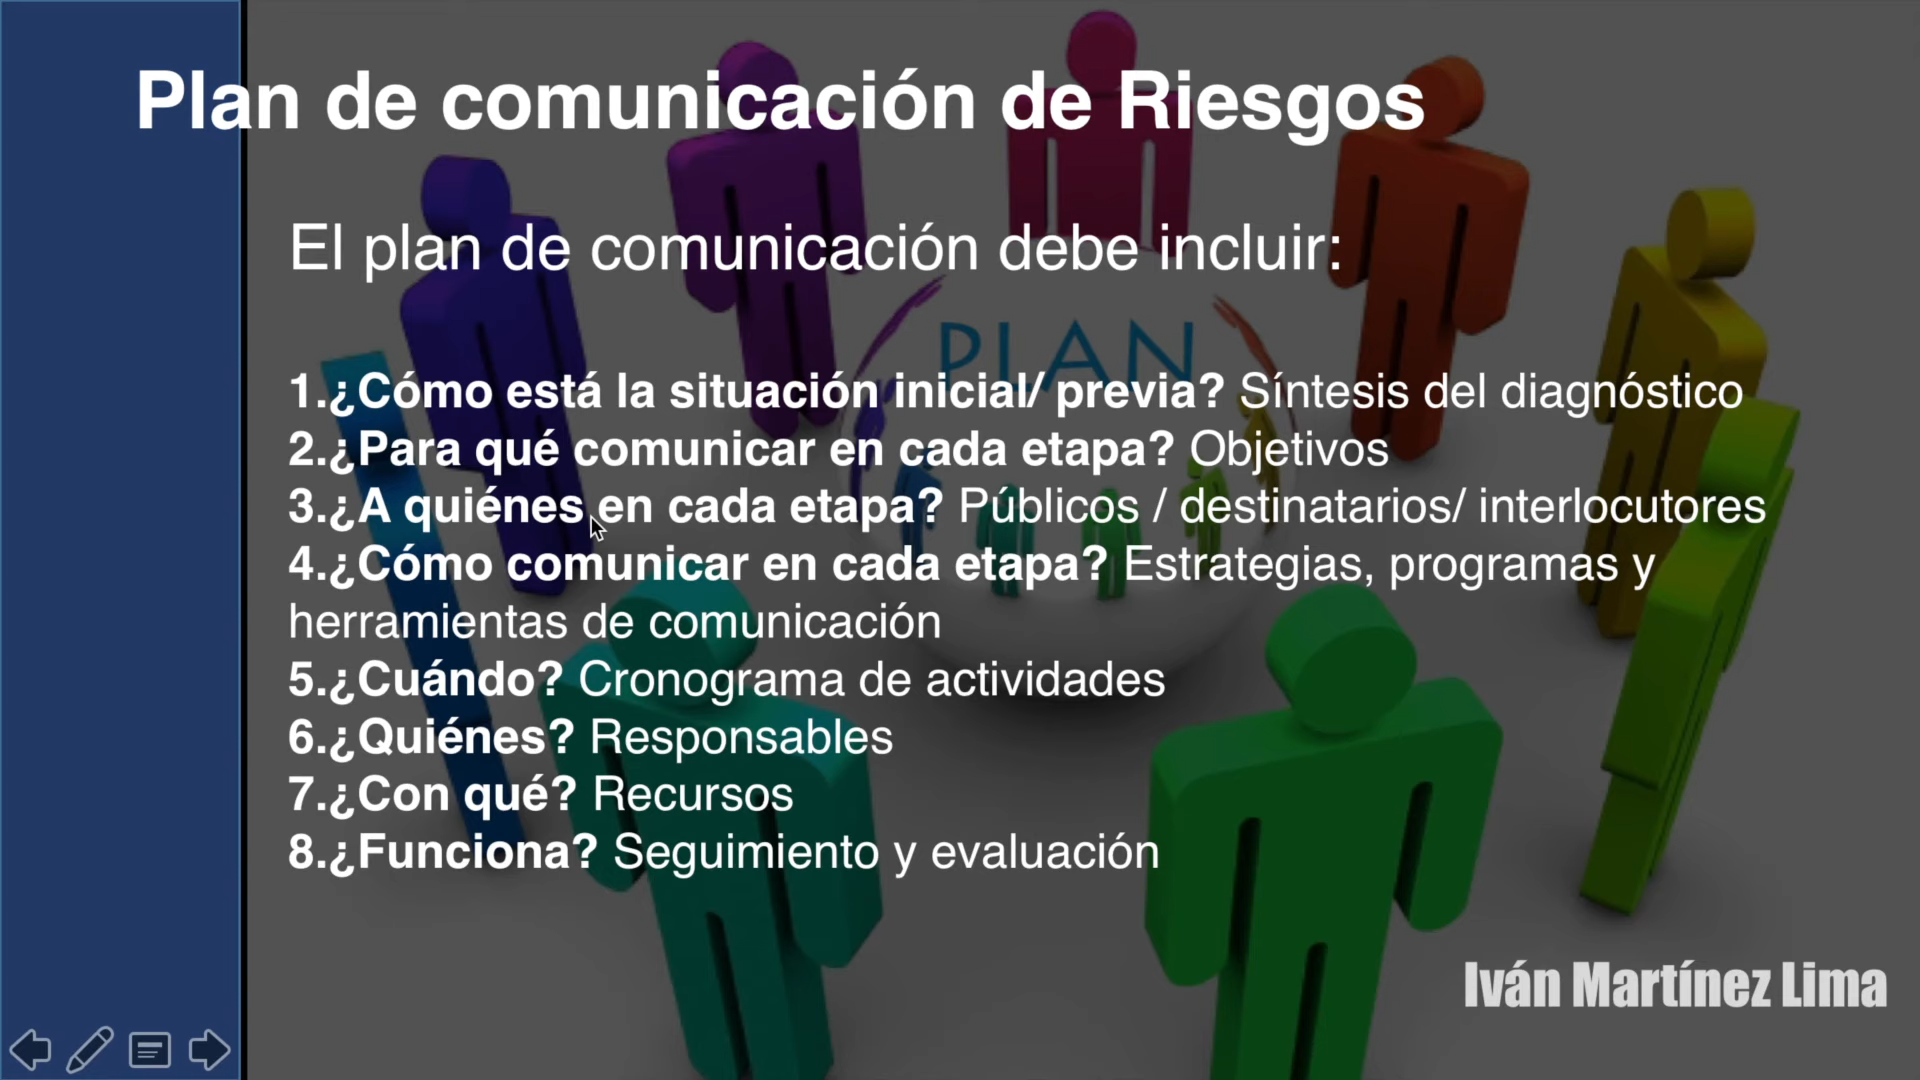 Plan de comunicación de Riesgos
El plan de comunicación debe incluir:
PLAN
1.¿Cómo está la situación inicial/ previa? Síntesis del diagnóstico
2.¿Para qué comunicar en cada etapa? Objetivos
3.¿A quiénes en cada etapa? Públicos / destinatarios/ interlocutores
4.¿Cómo comunicar en cada etapa? Estrategias, programas y
herramientas de comunicación
5.¿Cuándo? Cronograma de actividades
6.¿Quiénes? Responsables
7.¿Con qué? Recursos
8.¿Funciona? Seguimiento y evaluación
Iván Martínez Lima